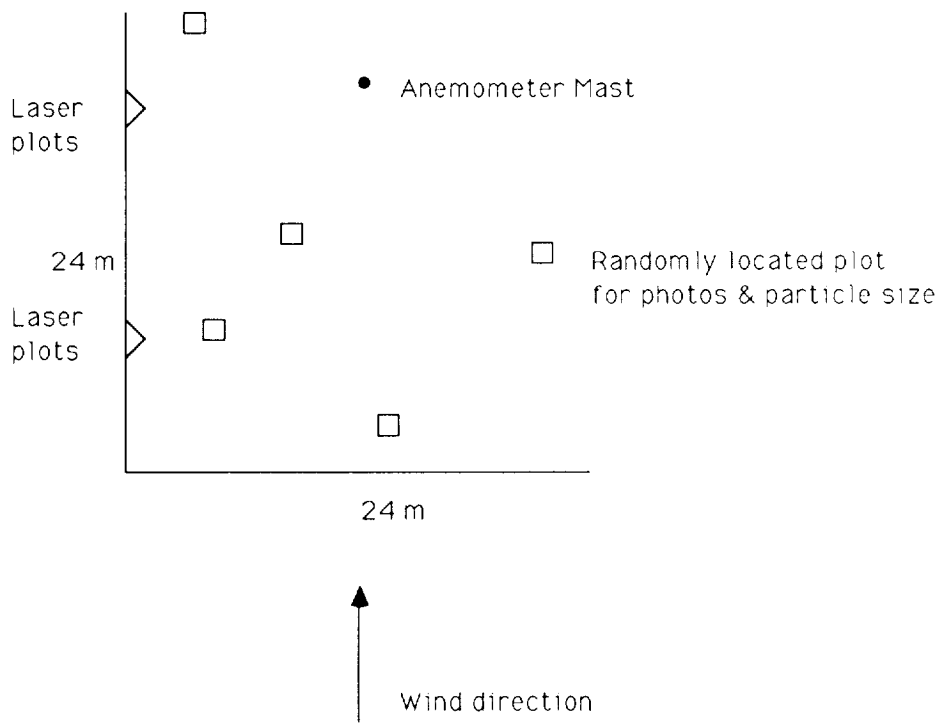 Anemometer Mast
Laser
plots
24 m
Randomly located plot
for photos & particle size
Laser
plots
24 m
Wind direction